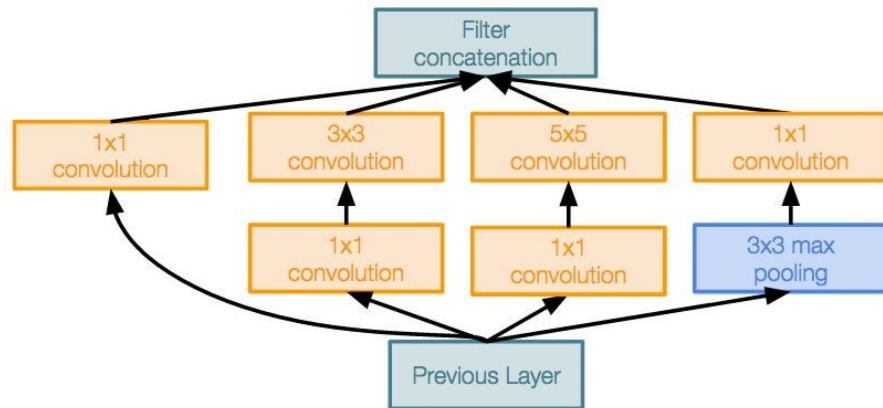 Filter
concatenation
1x1
convolution
3x3
convolution
5x5
convolution
1x1
convolution
1x1
convolution
1x1
convolution
3x3 max
pooling
Previous Layer